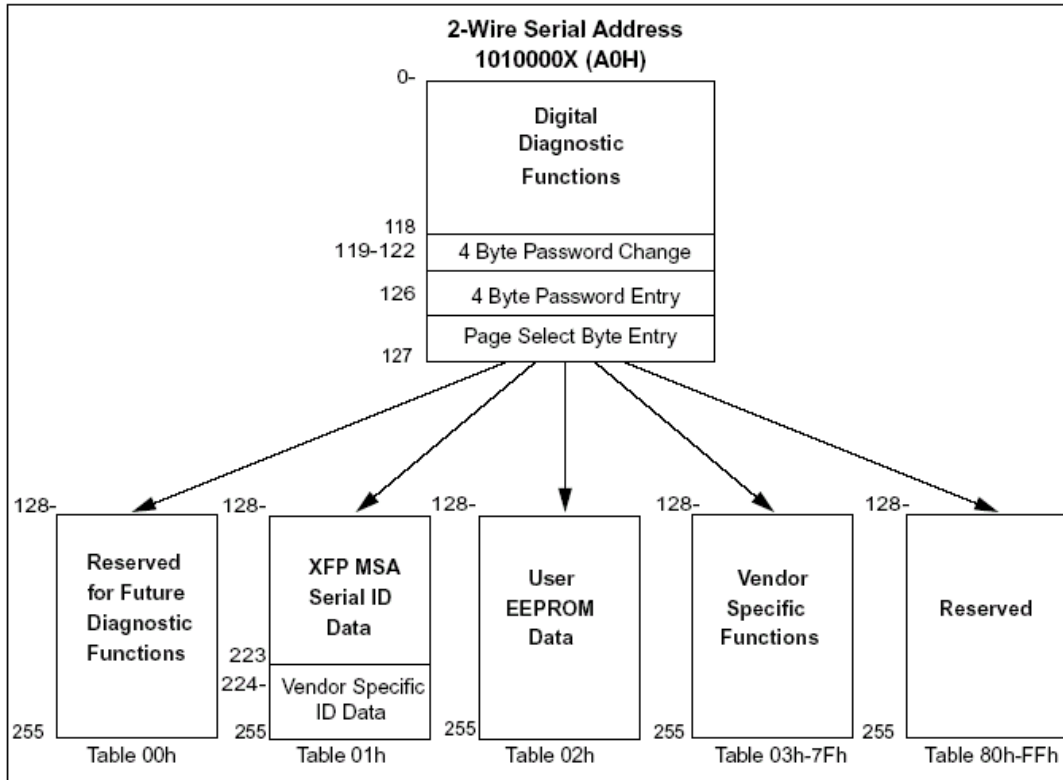 2-Wire Serial Address
1010000X (A0H)
0-
Digital
Diagnostic
Functions
118
119-122
4 Byte Password Change
126
4 Byte Password Entry
Page Select Byte Entry
127
128-
Reserved
for Future
Diagnostic
Functions
255
Table 00h
128-
XFP MSA
Serial ID
Data
223
224-
Vendor Specific
ID Data
255
Table 01h
128-
User
EEPROM
Data
255
Table 02h
128-
Vendor
Specific
Functions
255
Table 03h-7Fh
128-
Reserved
255
Table 80h-FFh